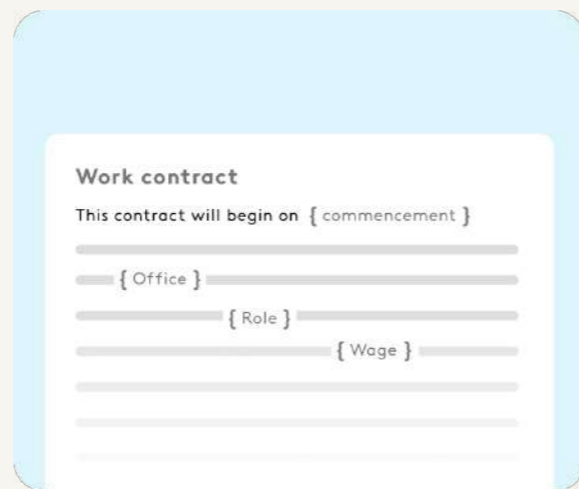 Work contract
This contract will begin on { commencement }
{ Office }
{ Role }
{ Wage }